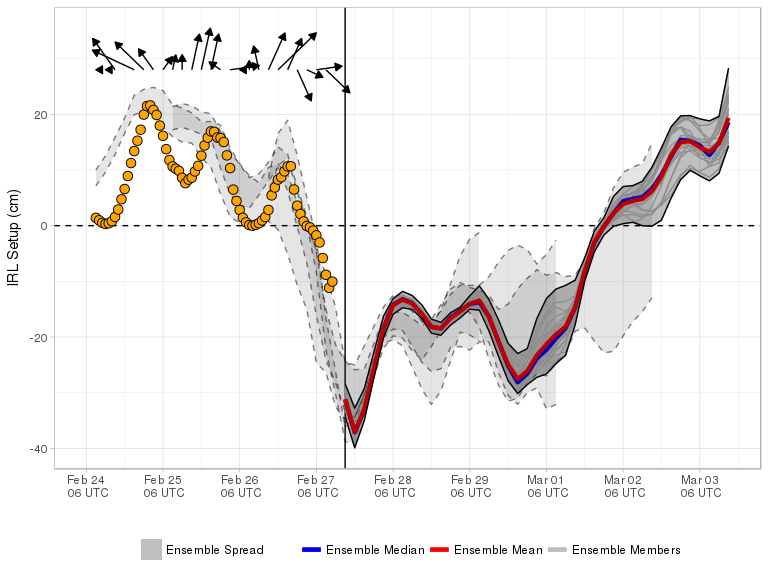 IRL Setup (cm)
20
0
-20
-40
Feb 24 Feb 25 Feb 26 Feb 27 Feb 28 Feb 29 Mar 01 Mar 02 Mar 03
06 UTC 06 UTC 06 UTC 06 UTC 06 UTC 06 UTC 06 UTC 06 UTC 06 UTC
Ensemble Spread Ensemble Median Ensemble Mean Ensemble Members